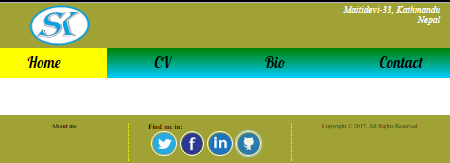 SK
Maitidevi-33, Kathmandu
Nepal
Home CV Bio Contact
About me
Find me in:
Copyright © 2017. All Rights Reserved
f in